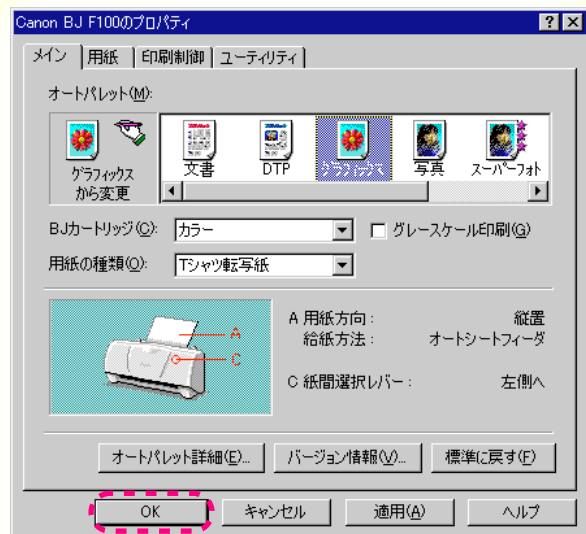 Canon BJ F100のプロパティ
メイン 用紙 印刷制御 ユーティリティ
オートパレット(M):
グラフィックス
から変更
文書 DTP グラフィックス 写真 スーパーフォト
BJカートリッジ(C): カラー グレースケール印刷(G)
用紙の種類(O): Tシャツ転写紙
A 用紙方向: 縦置
給紙方法: オートシートフィーダ
C 紙間選択レバー: 左側へ
A
C
オートパレット詳細(E)... バージョン情報(V)... 標準に戻す(F)
OK キャンセル 適用(A) ヘルプ